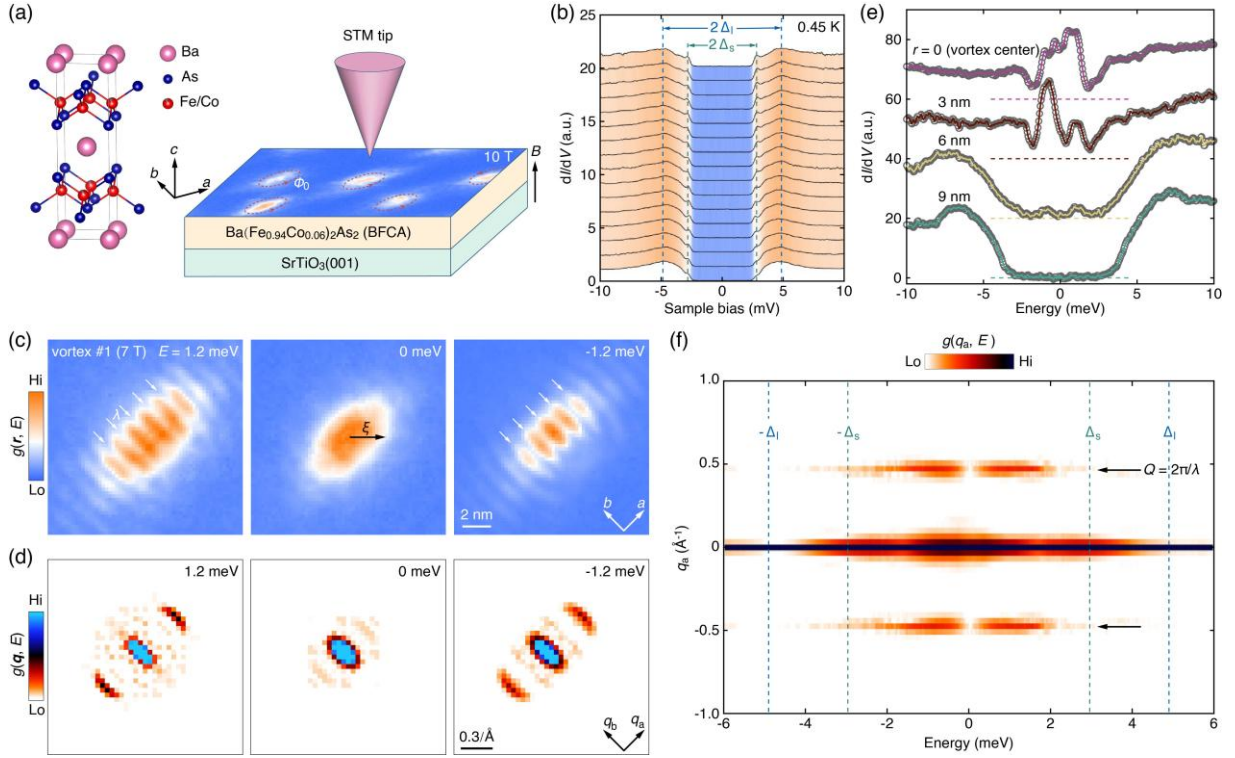 (a)
Ba
As
Fe/Co
c
b
a
STM tip
10 T
Φ0
B
Ba(Fe0.94Co0.06)2As2 (BFCA)
SrTiO3(001)
(b)
dI/dV (a.u.)
25
20
15
10
5
0
2Δl
2Δs
0.45 K
-10 -5 0 5 10
Sample bias (mV)
(e)
dI/dV (a.u.)
80
60
40
20
0
r = 0 (vortex center)
3 nm
6 nm
9 nm
-10 -5 0 5 10
Energy (meV)
(c)
Hi
g(r, E)
Lo
vortex #1 (7 T) E = 1.2 meV
λ
0 meV
ξ
-1.2 meV
2 nm
b a
(d)
Hi
g(q, E)
Lo
1.2 meV
0 meV
-1.2 meV
0.3/Å
qb qa
(f)
g(qa, E)
Lo Hi
qa (Å-1)
1.0
0.5
0
-0.5
-1.0
-Δl
-Δs
Δs
Δl
Q = 2π/λ
-6 -4 -2 0 2 4 6
Energy (meV)